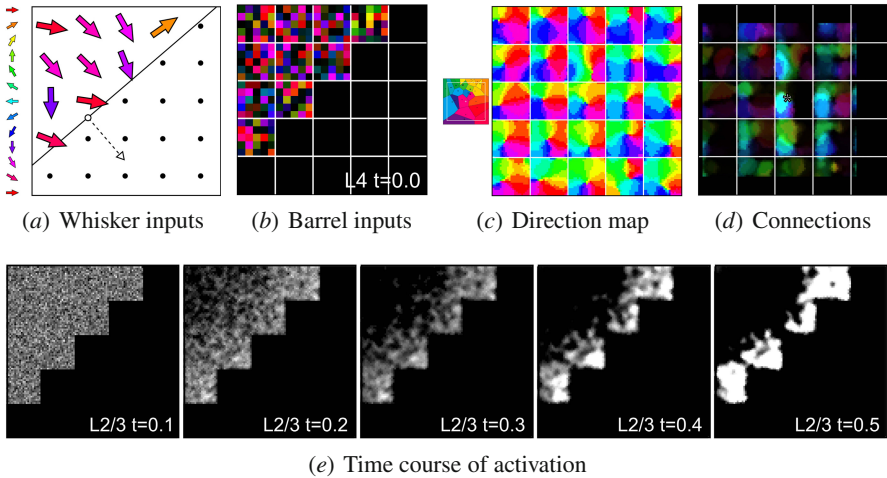 L4 t=0.0
(a) Whisker inputs
(b) Barrel inputs
(c) Direction map
(d) Connections
L2/3 t=0.1
L2/3 t=0.2
L2/3 t=0.3
L2/3 t=0.4
L2/3 t=0.5
(e) Time course of activation